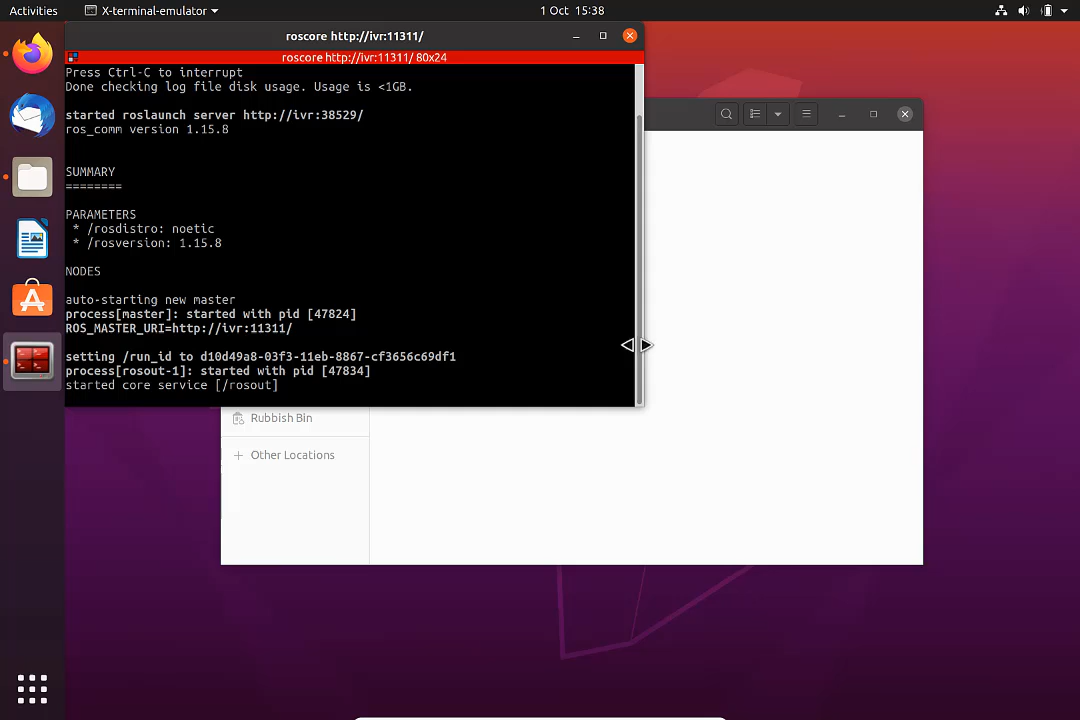 Activities
X-terminal-emulator
1 Oct 15:38
roscore http://ivr:11311/
roscore http://ivr:11311/ 80x24
Press Ctrl-C to interrupt
Done checking log file disk usage. Usage is <1GB.
started roslaunch server http://ivr:38529/
ros_comm version 1.15.8
SUMMARY
========
PARAMETERS
* /rosdistro: noetic
* /rosversion: 1.15.8
NODES
auto-starting new master
process[master]: started with pid [47824]
ROS_MASTER_URI=http://ivr:11311/
setting /run_id to d10d49a8-03f3-11eb-8867-cf3656c69df1
process[rosout-1]: started with pid [47834]
started core service [/rosout]
Rubbish Bin
+ Other Locations